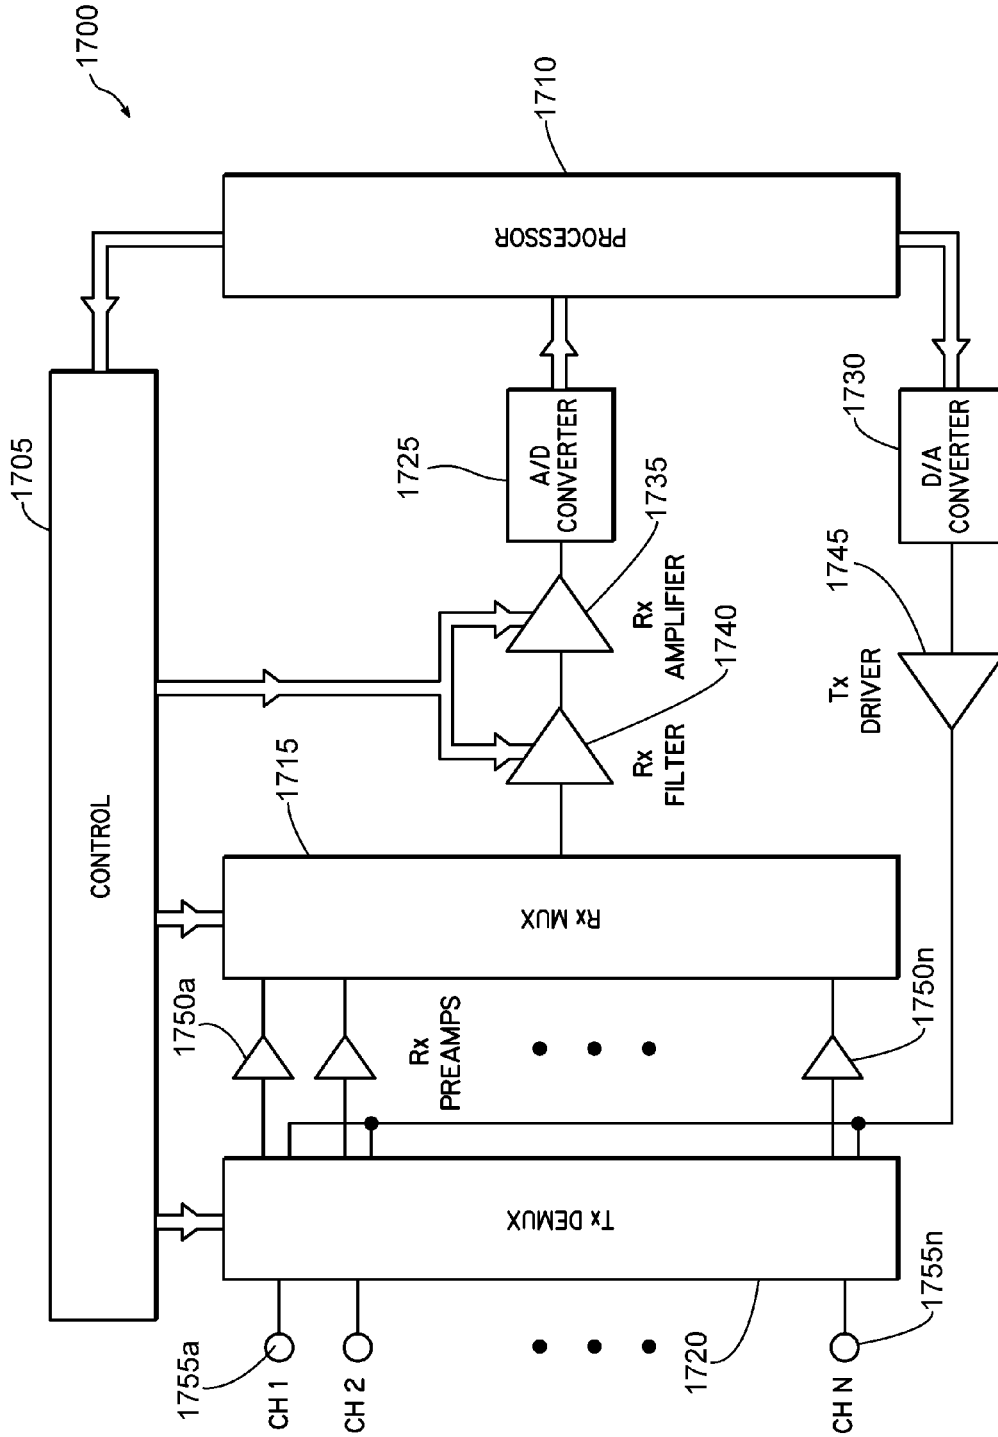 1700
1705
CONTROL
PROCESSOR
1710
1725
A/D
CONVERTER
1735
Rx
AMPLIFIER
1740
Rx
FILTER
1715
Rx MUX
1730
D/A
CONVERTER
1745
Tx
DRIVER
1750a
Rx
PREAMPS
1750n
Tx DEMUX
1720
1755a
CH 1
CH 2
CH N
1755n